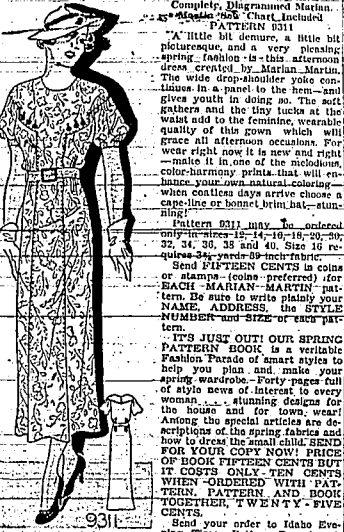 Complete, Diagrammed Marian
Chart Included
PATTERN 9311
"A little bit demure, a little bit
picturesque, and a very pleasing
spring fashion - is this afternoon
dress created by Marian Martin.
The wide drop-shoulder yoke con-
tinues in a panel to the hem—and
gives youth in doing so. The soft
gathers and the tiny tucks at the
waist add to the feminine, wearable
quality of this gown which will
grace all afternoon occasions. For
wear right now it is new and right
—make it in one of the melodious,
color-harmony prints that will en-
hance your own natural coloring—
when coatless days arrive choose a
cape-line or bonnet brim hat—stun-
ning!
Pattern 9311 may be ordered
only in sizes 12, 14, 16, 18, 20, 30,
32, 34, 36, 38 and 40. Size 16 re-
quires 3¾ yards 39 inch fabric.
Send FIFTEEN CENTS in coins
or stamps (coins preferred) for
EACH MARIAN MARTIN pat-
tern. Be sure to write plainly your
NAME, ADDRESS, the STYLE
NUMBER and SIZE of each pat-
tern.
IT'S JUST OUT! OUR SPRING
PATTERN BOOK is a veritable
Fashion Parade of smart styles to
help you plan and make your
spring wardrobe. Forty pages full
of style news of interest to every
woman . . . stunning designs for
the house and for town wear!
Among the special articles are de-
scriptions of the spring fabrics and
how to dress the small child. SEND
FOR YOUR COPY NOW! PRICE
OF BOOK FIFTEEN CENTS BUT
IT COSTS ONLY TEN CENTS
WHEN ORDERED WITH PAT-
TERN. PATTERN AND BOOK
TOGETHER, TWENTY-FIVE
CENTS.
Send your order to Idaho Eve-
9311